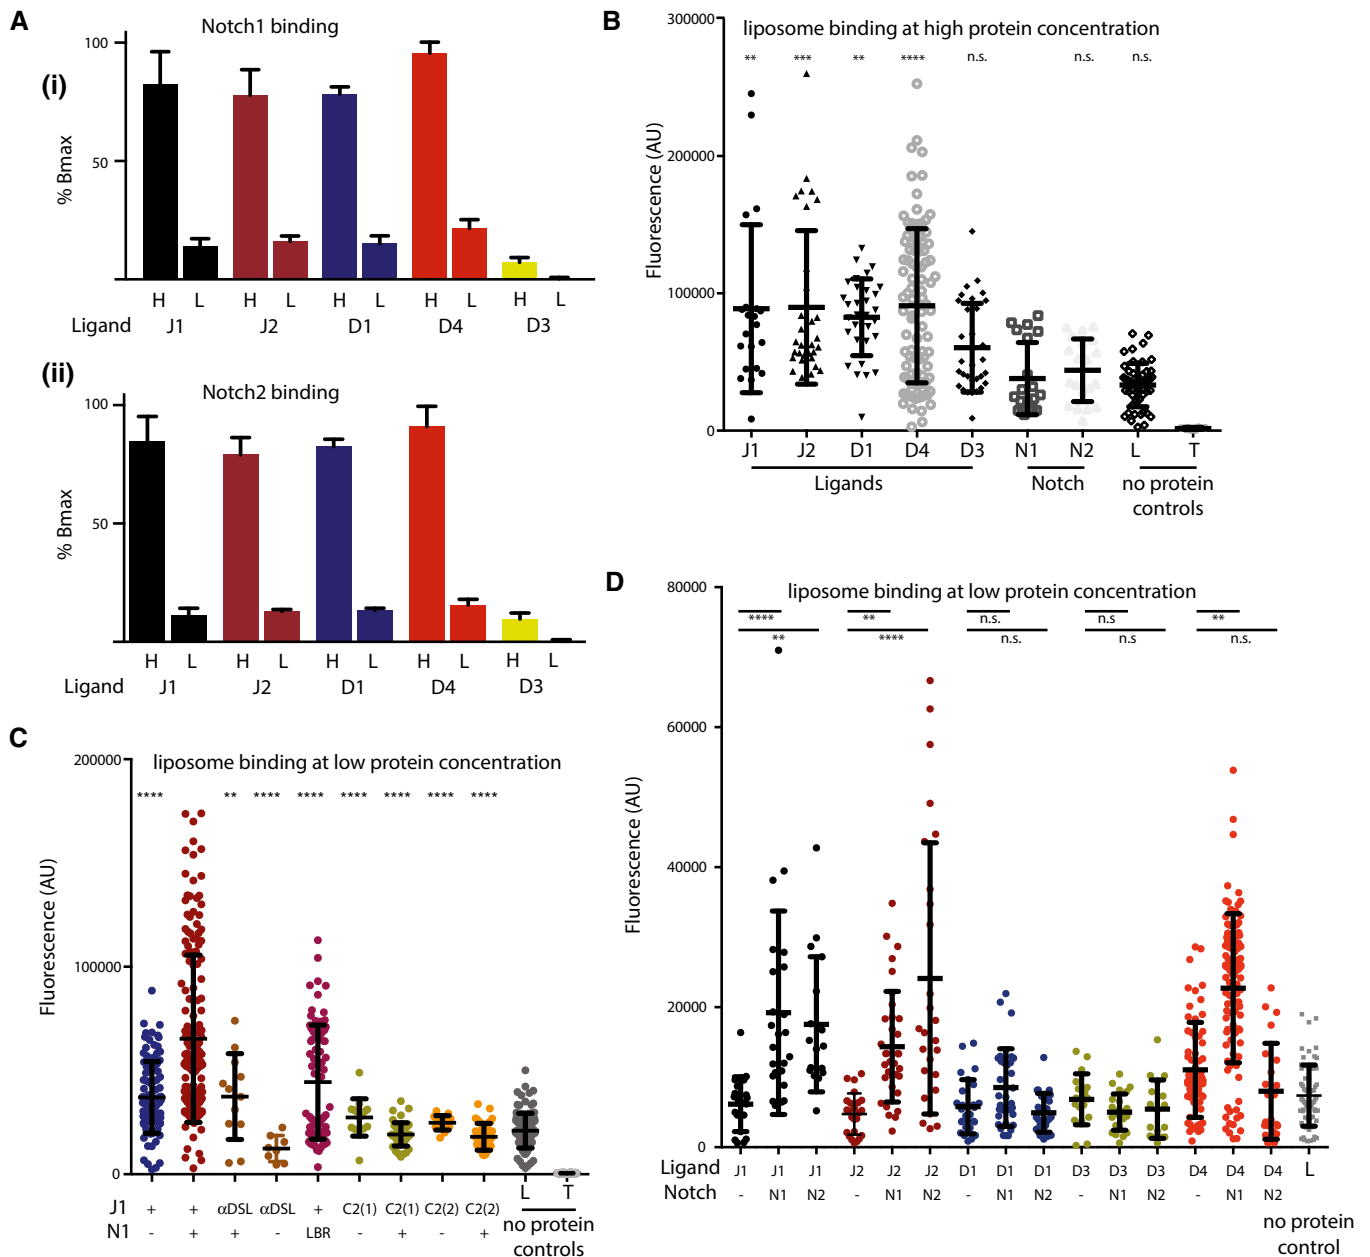 A
Notch1 binding
(i)
100
50
% Bmax
H L H L H L H L H L
Ligand J1 J2 D1 D4 D3
(ii)
Notch2 binding
100
50
% Bmax
H L H L H L H L H L
Ligand J1 J2 D1 D4 D3
B
liposome binding at high protein concentration
300000
200000
100000
0
Fluorescence (AU)
** *** ** **** n.s. n.s. n.s.
J1 J2 D1 D4 D3 N1 N2 L T
Ligands Notch no protein
controls
C
liposome binding at low protein concentration
200000
100000
0
Fluorescence (AU)
**** ** **** **** **** **** **** ****
L T
J1 + + αDSL αDSL + C2(1) C2(1) C2(2) C2(2)
N1 - + + - LBR - + - +
no protein
controls
D
liposome binding at low protein concentration
80000
60000
40000
20000
0
Fluorescence (AU)
**** ** n.s. n.s **
** **** n.s. n.s n.s.
Ligand J1 J1 J1 J2 J2 J2 D1 D1 D1 D3 D3 D3 D4 D4 D4 L
Notch - N1 N2 - N1 N2 - N1 N2 - N1 N2 - N1 N2
no protein
control